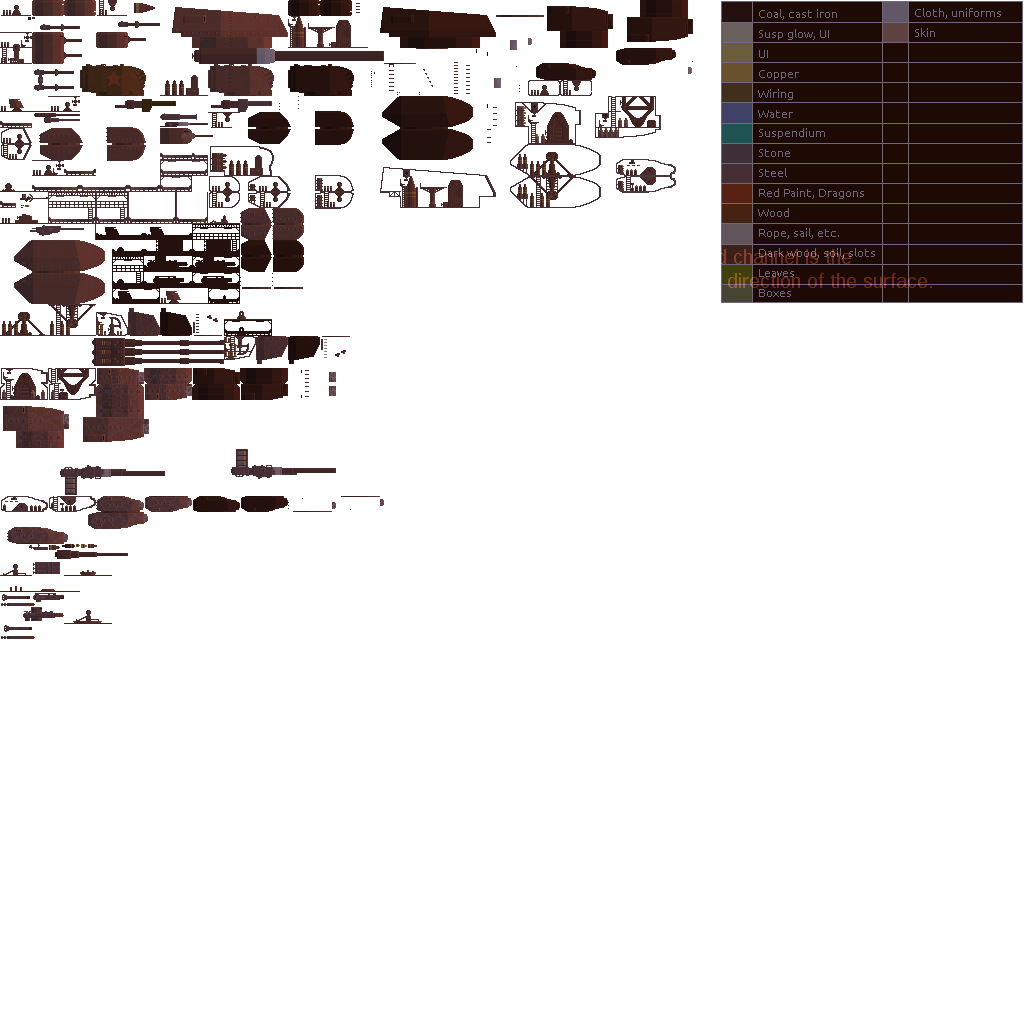 Coal, cast iron
Cloth, uniforms
Susp glow, UI
Skin
UI
Copper
Wiring
Water
Suspendium
Stone
Steel
Red Paint, Dragons
Wood
Rope, sail, etc.
Dark wood, soil, slots
d channel is the
Leaves
direction of the surface.
Boxes